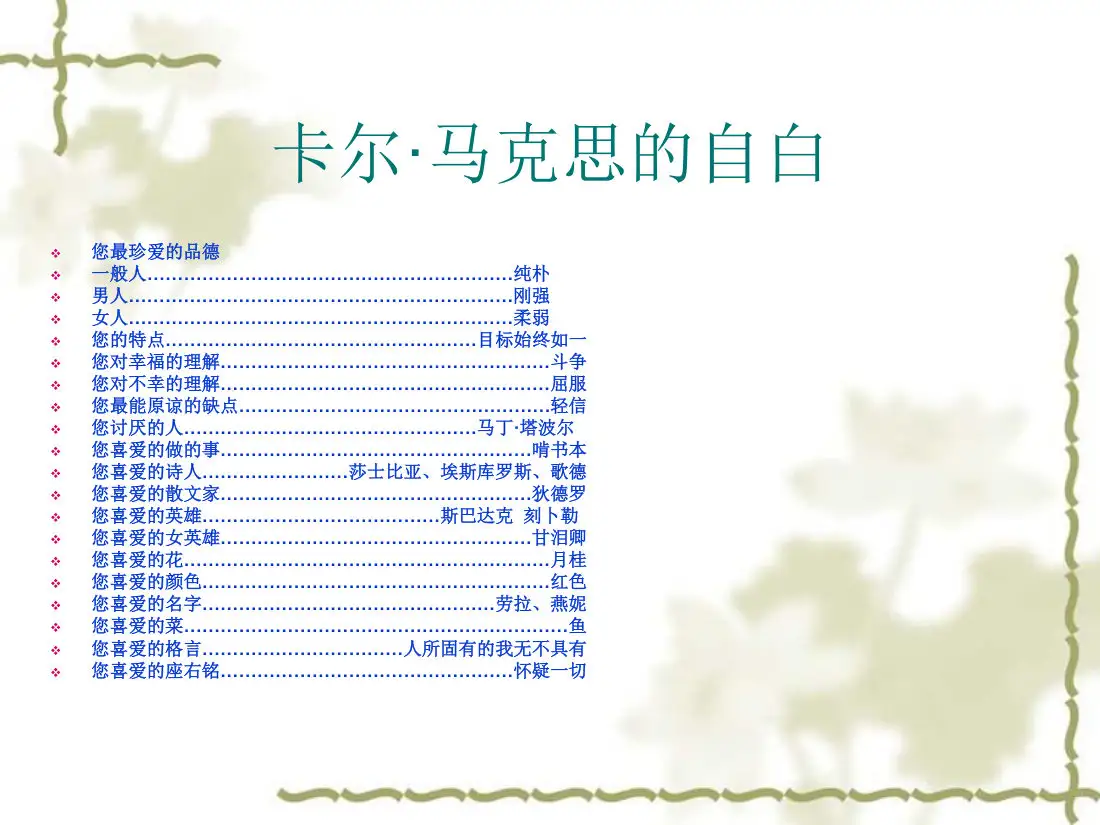 卡尔·马克思的自白
您最珍爱的品德
一般人............................................................纯朴
男人...............................................................刚强
女人...............................................................柔弱
您的特点...................................................目标始终如一
您对幸福的理解......................................................斗争
您对不幸的理解......................................................屈服
您最能原谅的缺点...................................................轻信
您讨厌的人................................................马丁·塔波尔
您喜爱的做的事...................................................啃书本
您喜爱的诗人........................莎士比亚、埃斯库罗斯、歌德
您喜爱的散文家...................................................狄德罗
您喜爱的英雄.......................................斯巴达克 刻卜勒
您喜爱的女英雄...................................................甘泪卿
您喜爱的花............................................................月桂
您喜爱的颜色.........................................................红色
您喜爱的名字................................................劳拉、燕妮
您喜爱的菜...............................................................鱼
您喜爱的格言.................................人所固有的我无不具有
您喜爱的座右铭................................................怀疑一切